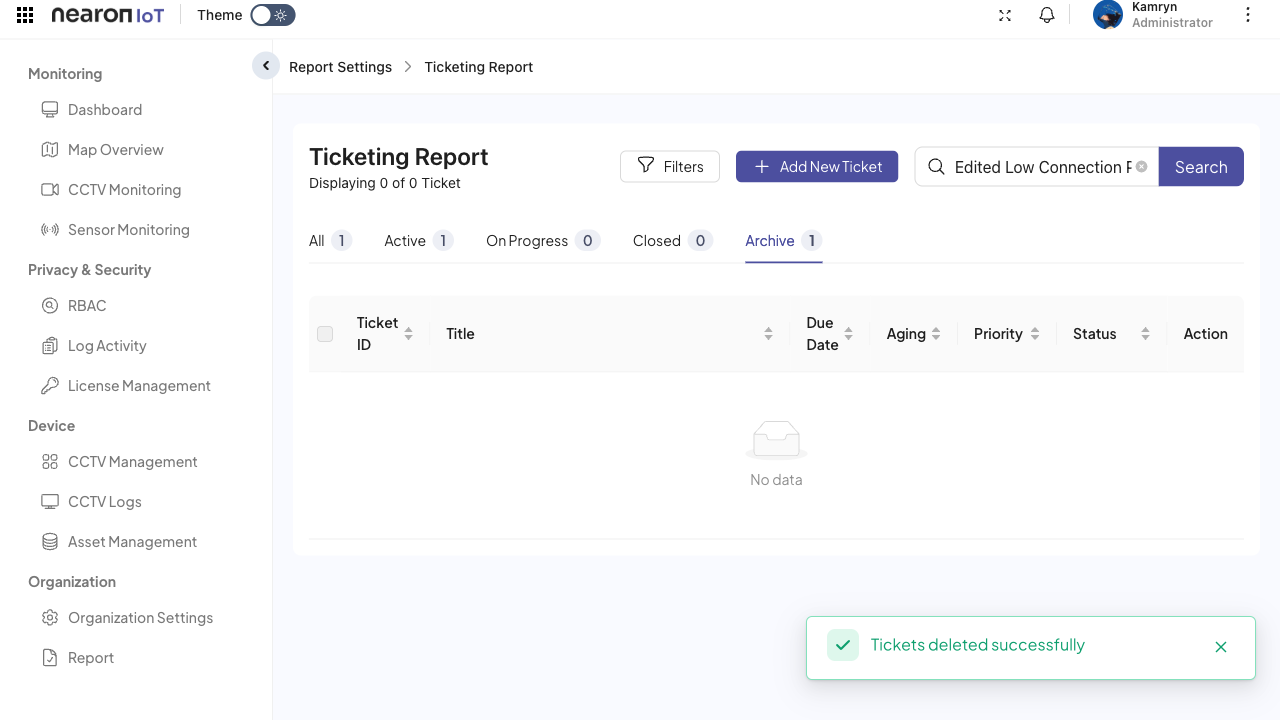 nearon IoT
Theme
Kamryn
Administrator
Monitoring
Dashboard
Map Overview
CCTV Monitoring
Sensor Monitoring
Privacy & Security
RBAC
Log Activity
License Management
Device
CCTV Management
CCTV Logs
Asset Management
Organization
Organization Settings
Report
Report Settings
Ticketing Report
Ticketing Report
Displaying 0 of 0 Ticket
Filters
Add New Ticket
Edited Low Connection
Search
All 1
Active 1
On Progress 0
Closed 0
Archive 1
Ticket ID
Title
Due Date
Aging
Priority
Status
Action
No data
Tickets deleted successfully